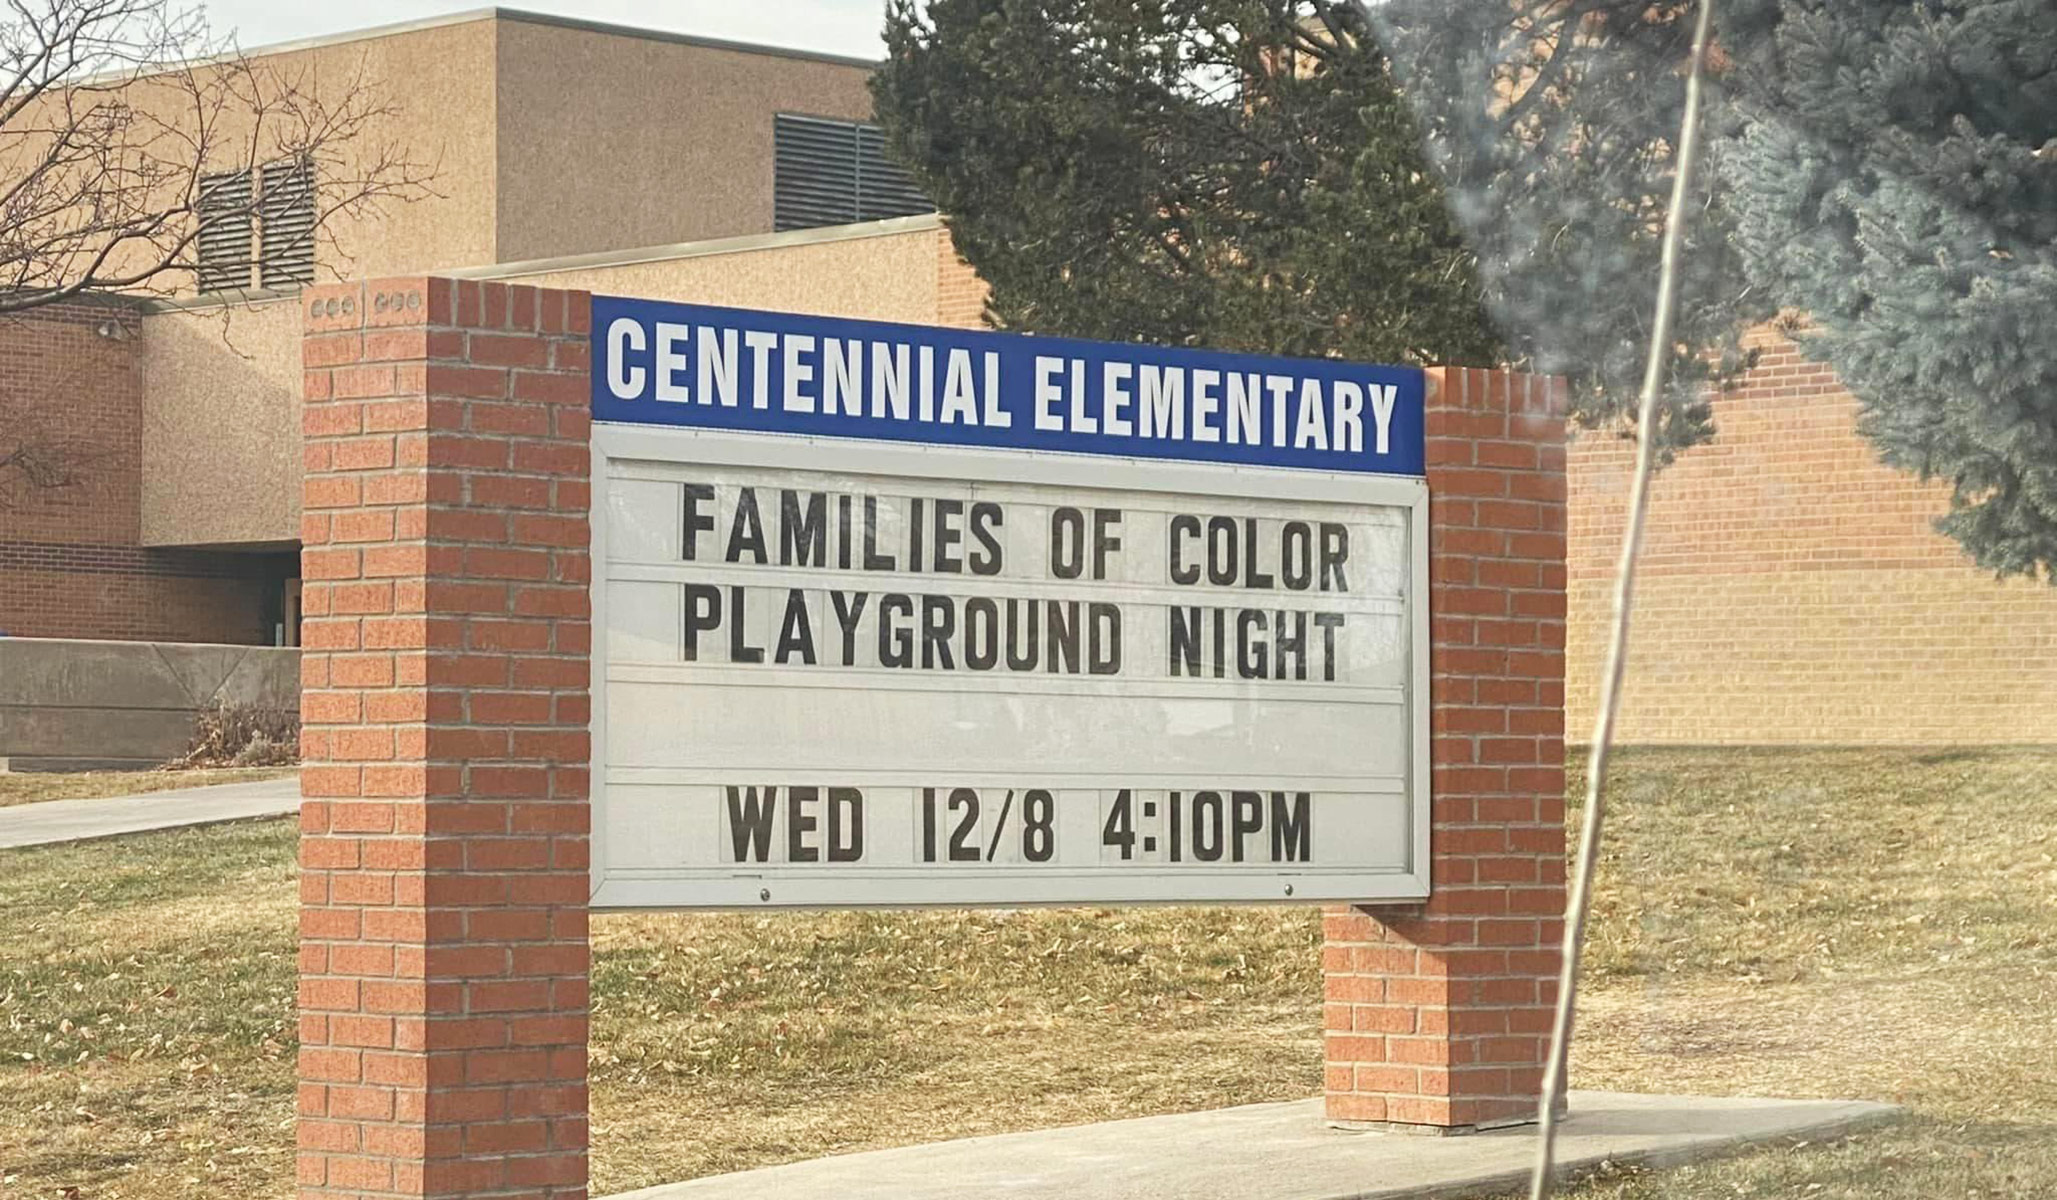 CENTENNIAL ELEMENTARY
FAMILIES OF COLOR
PLAYGROUND NIGHT
WED 12/8 4:10PM